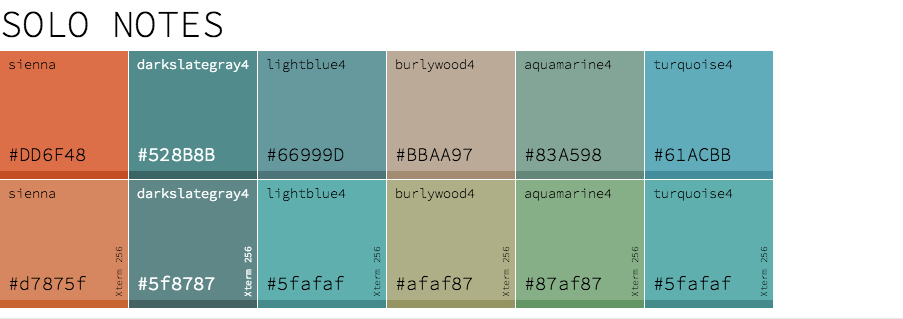 SOLO NOTES
sienna darkslategray4 lightblue4 burlywood4 aquamarine4 turquoise4
#DD6F48 #528B8B #66999D #BBAA97 #83A598 #61ACBB
sienna darkslategray4 lightblue4 burlywood4 aquamarine4 turquoise4
Xterm 256 Xterm 256 Xterm 256 Xterm 256 Xterm 256 Xterm 256
#d7875f #5f8787 #5fafaf #afaf87 #87af87 #5fafaf